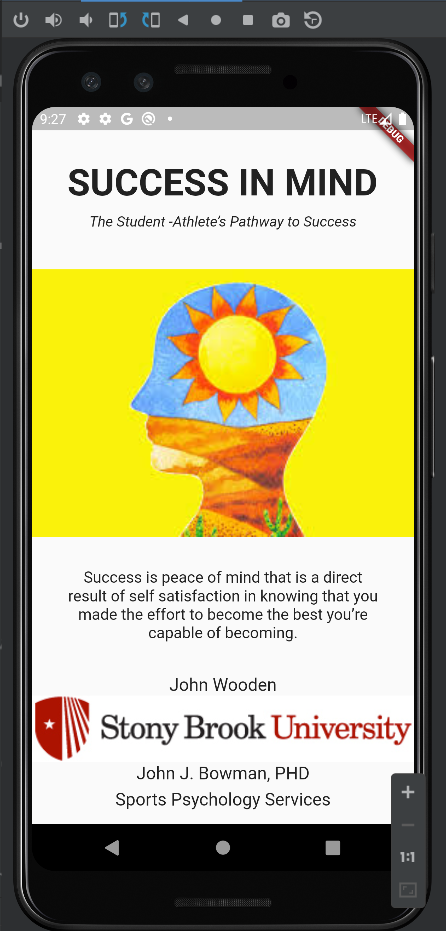 9:27
LTE
DEBUG
SUCCESS IN MIND
The Student -Athlete's Pathway to Success
Success is peace of mind that is a direct
result of self satisfaction in knowing that you
made the effort to become the best you're
capable of becoming.
John Wooden
Stony Brook University
John J. Bowman, PHD
Sports Psychology Services
1:1